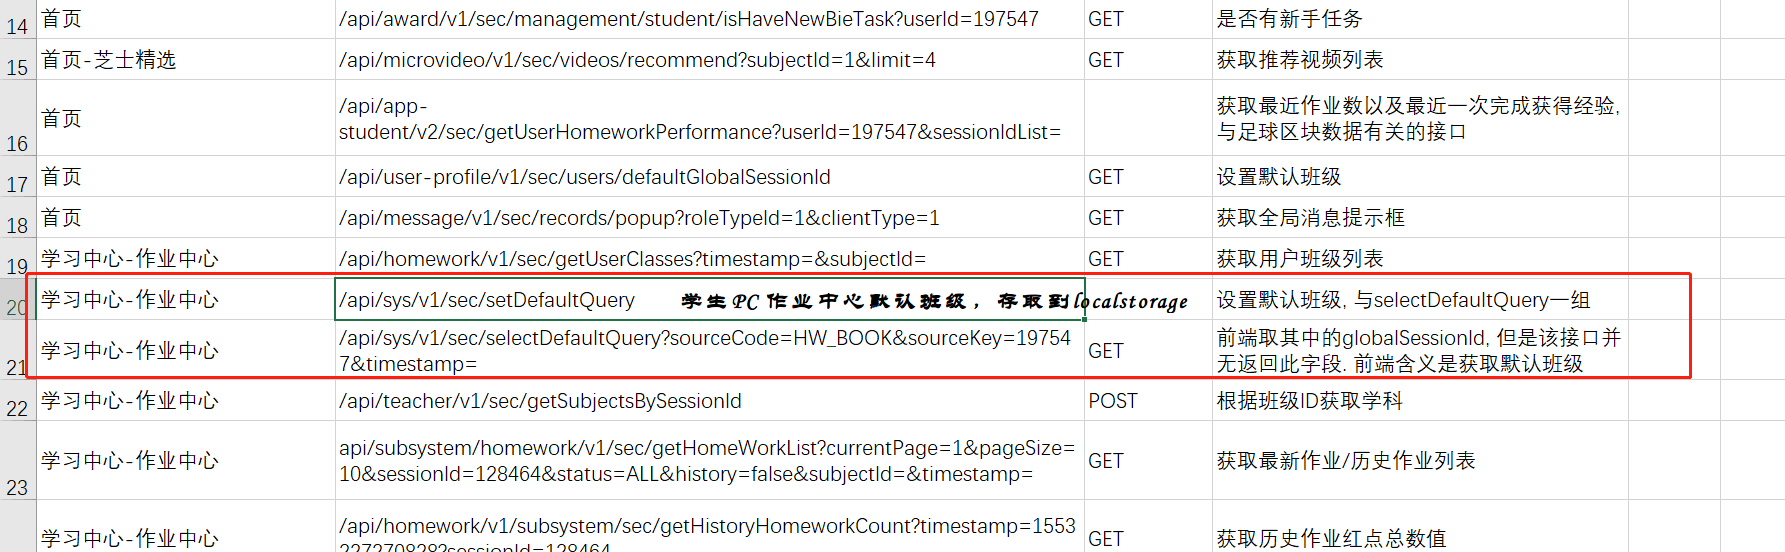 14 首页 /api/award/v1/sec/management/student/isHaveNewBieTask?userId=197547 GET 是否有新手任务
15 首页-芝士精选 /api/microvideo/v1/sec/videos/recommend?subjectId=1&limit=4 GET 获取推荐视频列表
16 首页 /api/app-
student/v2/sec/getUserHomeworkPerformance?userId=197547&sessionIdList=
获取最近作业数以及最近一次完成获得经验,
与足球区块数据有关的接口
17 首页 /api/user-profile/v1/sec/users/defaultGlobalSessionId GET 设置默认班级
18 首页 /api/message/v1/sec/records/popup?roleTypeId=1&clientType=1 GET 获取全局消息提示框
19 学习中心-作业中心 /api/homework/v1/sec/getUserClasses?timestamp=&subjectId= GET 获取用户班级列表
20 学习中心-作业中心 /api/sys/v1/sec/setDefaultQuery 学生PC作业中心默认班级，存取到localstorage 设置默认班级, 与selectDefaultQuery一组
21 学习中心-作业中心 /api/sys/v1/sec/selectDefaultQuery?sourceCode=HW_BOOK&sourceKey=19754
7&timestamp=
GET 前端取其中的globalSessionId, 但是该接口并
无返回此字段. 前端含义是获取默认班级
22 学习中心-作业中心 /api/teacher/v1/sec/getSubjectsBySessionId POST 根据班级ID获取学科
23 学习中心-作业中心 api/subsystem/homework/v1/sec/getHomeWorkList?currentPage=1&pageSize=
10&sessionId=128464&status=ALL&history=false&subjectId=&timestamp=
GET 获取最新作业/历史作业列表
学习中心-作业中心 /api/homework/v1/subsystem/sec/getHistoryHomeworkCount?timestamp=1553
227270828?sessionId=128464
GET 获取历史作业红点总数值